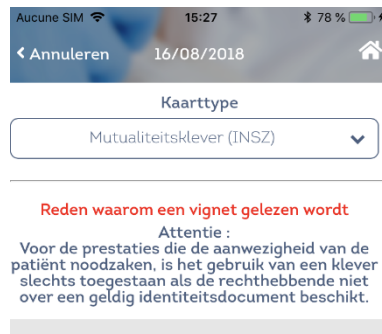 Aucune SIM 15:27 78 %
Annuleren 16/08/2018
Kaarttype
Mutualiteitsklever (INSZ)
Reden waarom een vignet gelezen wordt
Attentie :
Voor de prestaties die de aanwezigheid van de
patiënt noodzaken, is het gebruik van een klever
slechts toegestaan als de rechthebbende niet
over een geldig identiteitsdocument beschikt.